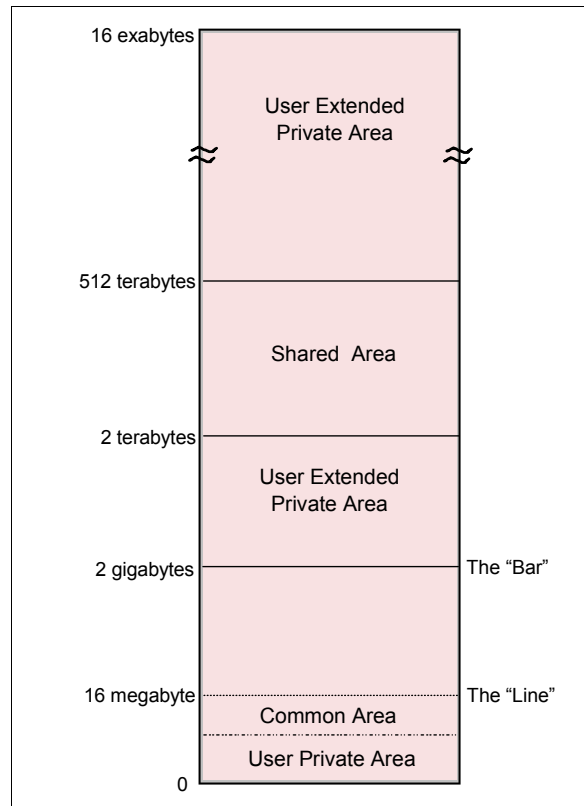 16 exabytes
User Extended
Private Area
512 terabytes
Shared Area
2 terabytes
User Extended
Private Area
2 gigabytes
The “Bar”
16 megabyte
The “Line”
Common Area
User Private Area
0